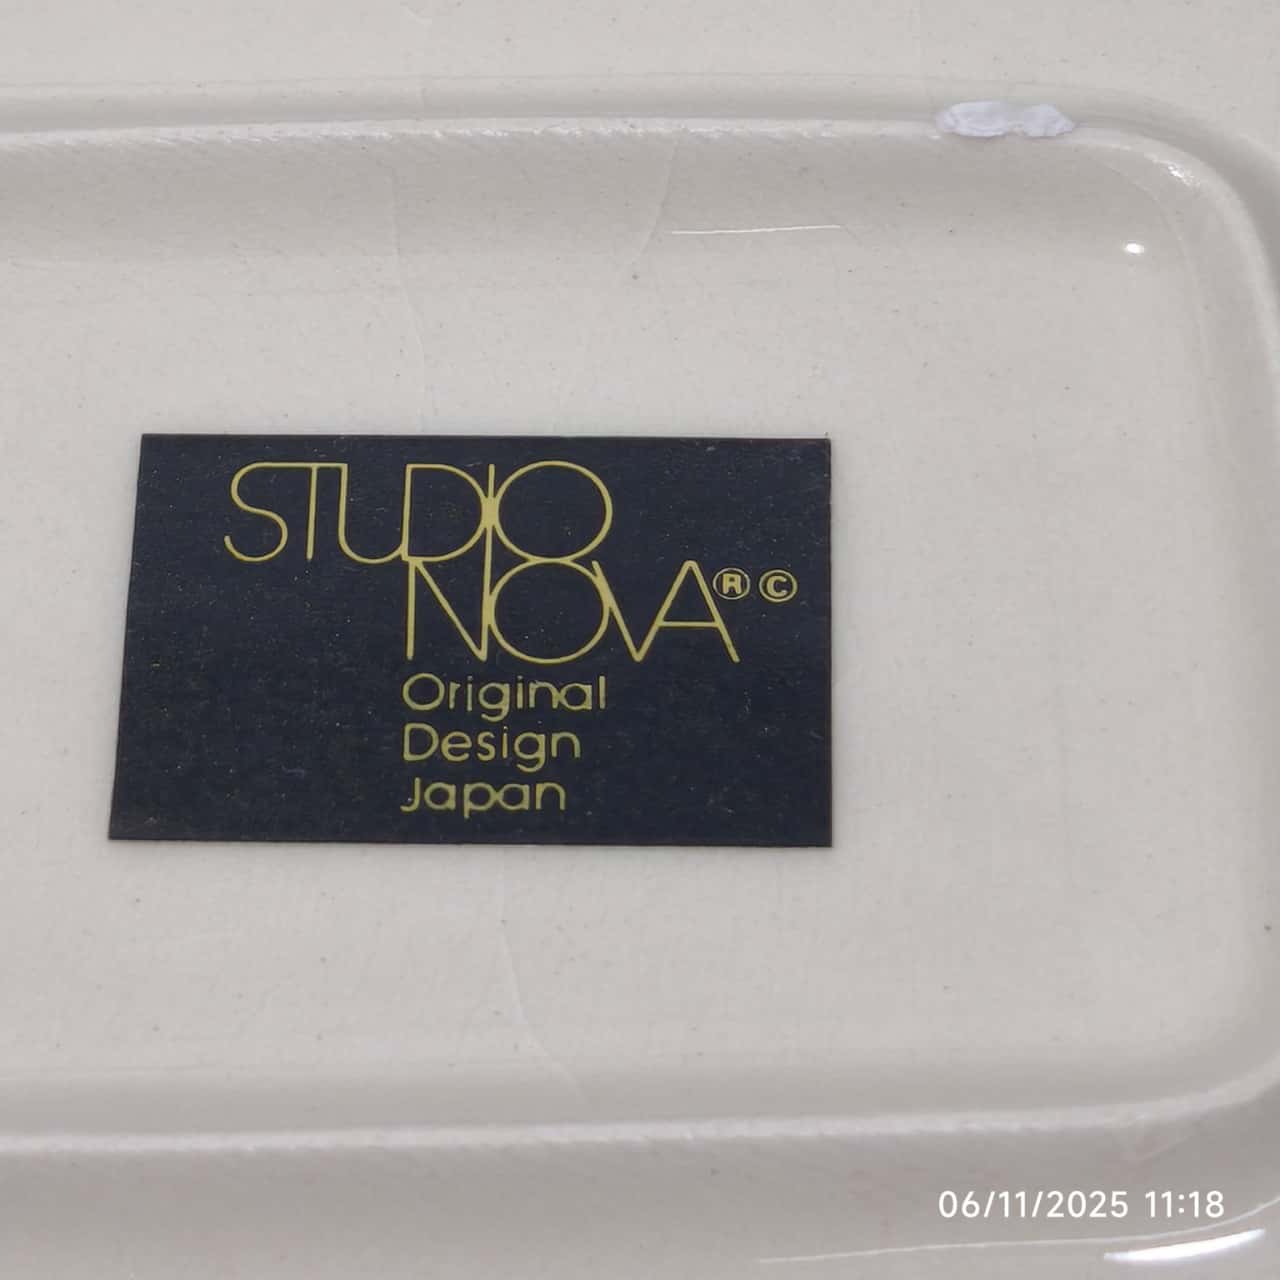 STUDIO
NOVA®©
Original
Design
Japan
06/11/2025 11:18